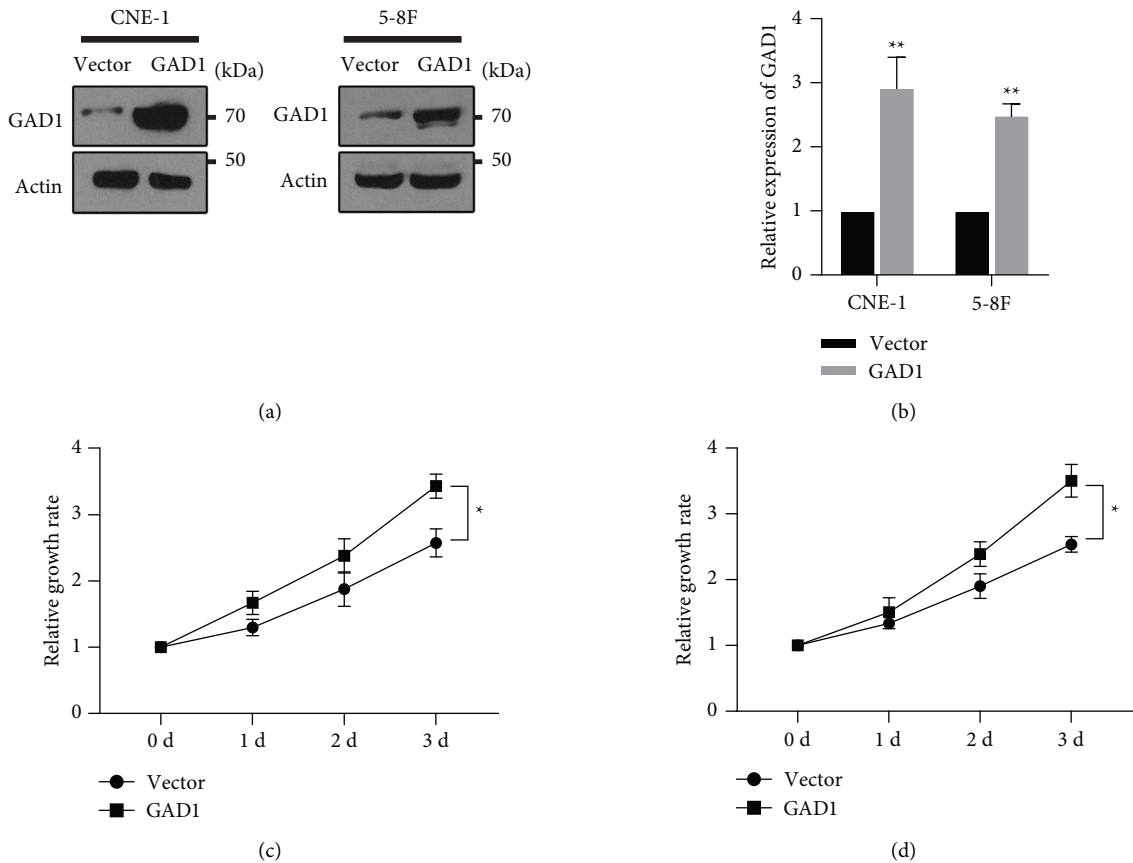 CNE-1
Vector GAD1 (kDa)
GAD1
70
50
Actin
5-8F
Vector GAD1 (kDa)
GAD1
70
50
Actin
(a)
Relative expression of GAD1
4
3
2
1
0
**
**
CNE-1 5-8F
Vector
GAD1
(b)
Relative growth rate
4
3
2
1
0
*
0 d 1 d 2 d 3 d
Vector
GAD1
(c)
Relative growth rate
4
3
2
1
0
*
0 d 1 d 2 d 3 d
Vector
GAD1
(d)